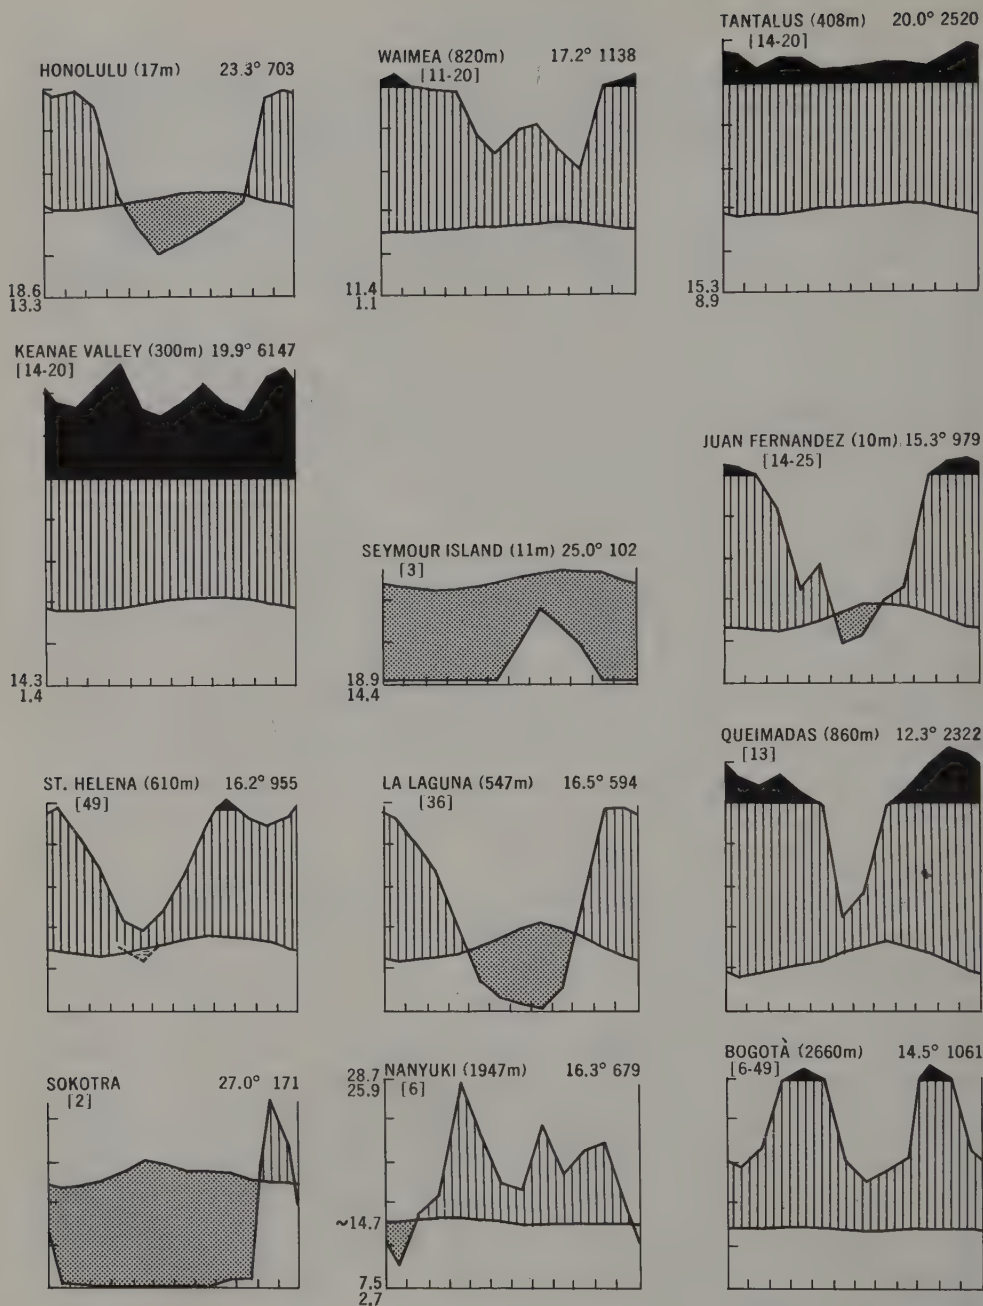 HONOLULU (17m) 23.3° 703
18.6
13.3
WAIMEA (820m) 17.2° 1138
[11-20]
11.4
1.1
TANTALUS (408m) 20.0° 2520
[14-20]
15.3
8.9
KEANAE VALLEY (300m) 19.9° 6147
[14-20]
14.3
1.4
SEYMOUR ISLAND (11m) 25.0° 102
[3]
18.9
14.4
JUAN FERNANDEZ (10m) 15.3° 979
[14-25]
ST. HELENA (610m) 16.2° 955
[49]
LA LAGUNA (547m) 16.5° 594
[36]
QUEIMADAS (860m) 12.3° 2322
[13]
SOKOTRA 27.0° 171
[2]
NANYUKI (1947m) 16.3° 679
[6]
28.7
25.9
~14.7
7.5
2.7
BOGOTÀ (2660m) 14.5° 1061
[6-49]